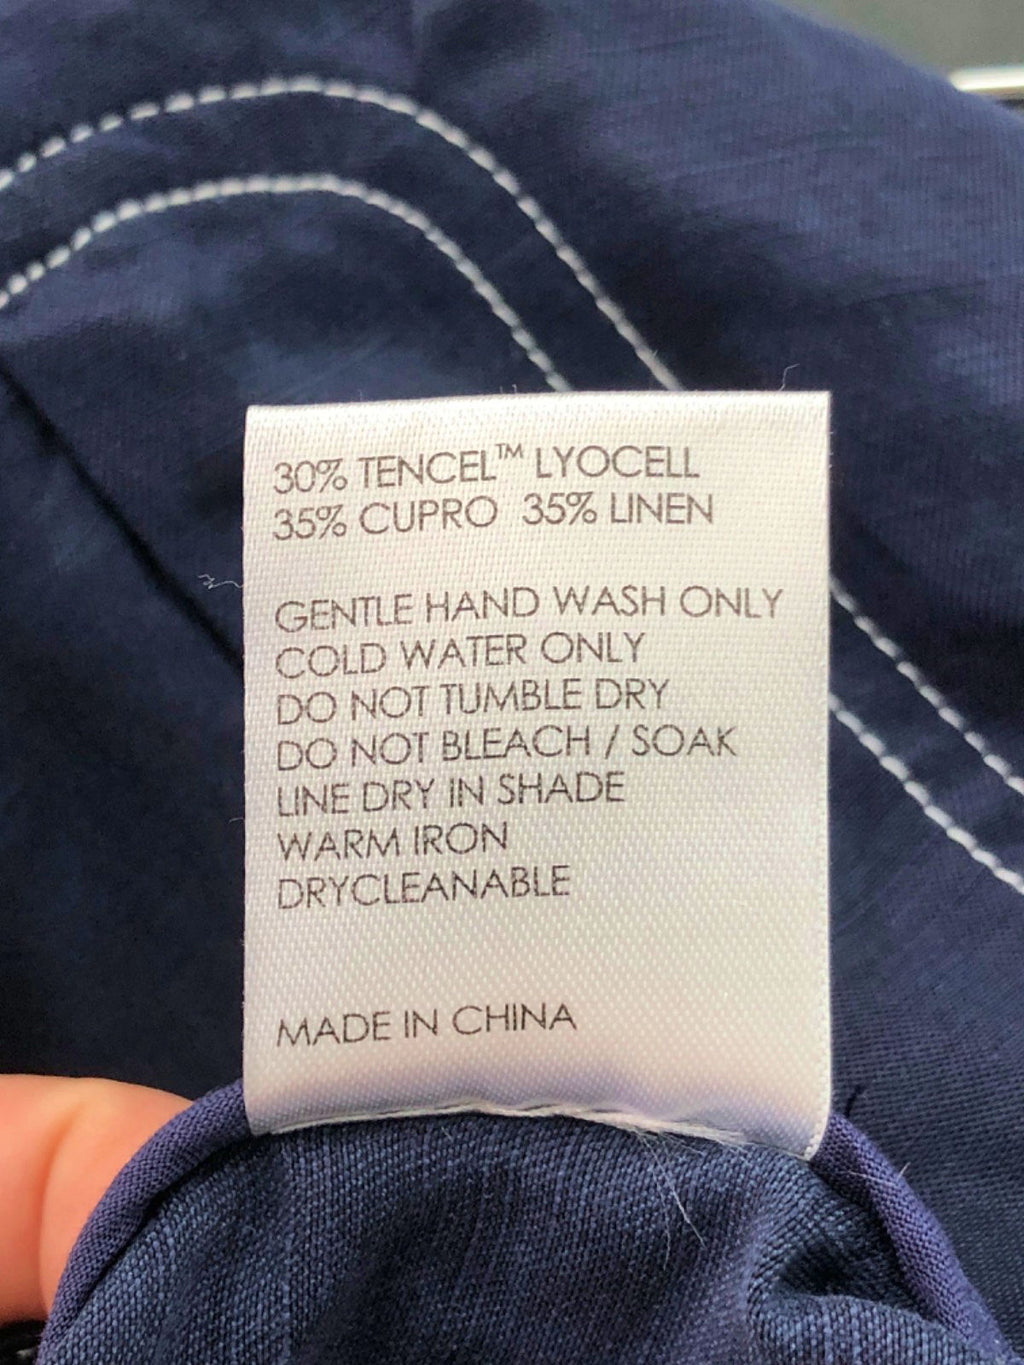 30% TENCEL™ LYOCELL
35% CUPRO 35% LINEN
GENTLE HAND WASH ONLY
COLD WATER ONLY
DO NOT TUMBLE DRY
DO NOT BLEACH / SOAK
LINE DRY IN SHADE
WARM IRON
DRYCLEANABLE
MADE IN CHINA